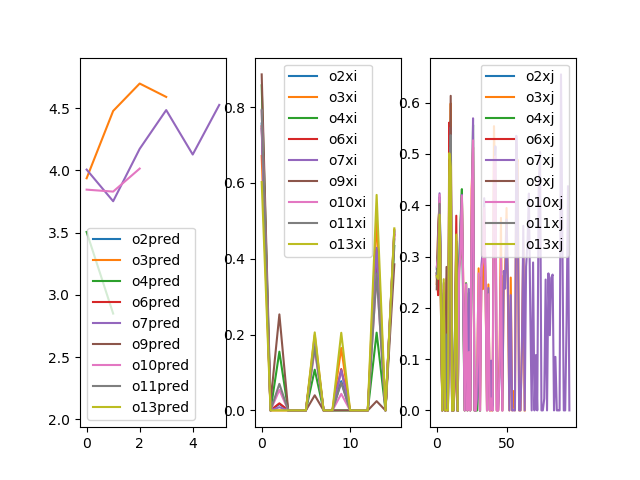 4.5
4.0
3.5
3.0
2.5
2.0
0 2 4
o2pred
o3pred
o4pred
o6pred
o7pred
o9pred
o10pred
o11pred
o13pred
0.8
0.6
0.4
0.2
0.0
0 10
o2xi
o3xi
o4xi
o6xi
o7xi
o9xi
o10xi
o11xi
o13xi
0.6
0.5
0.4
0.3
0.2
0.1
0.0
0 50
o2xj
o3xj
o4xj
o6xj
o7xj
o9xj
o10xj
o11xj
o13xj